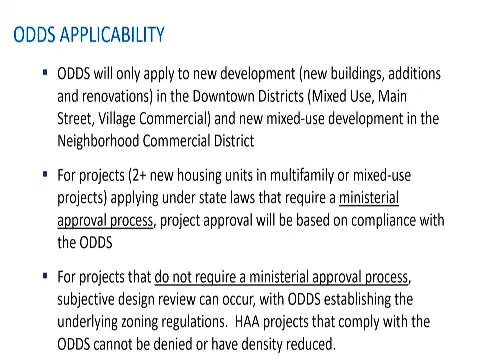 ODDS APPLICABILITY
▪ ODDS will only apply to new development (new buildings, additions
and renovations) in the Downtown Districts (Mixed Use, Main
Street, Village Commercial) and new mixed-use development in the
Neighborhood Commercial District
▪ For projects (2+ new housing units in multifamily or mixed-use
projects) applying under state laws that require a ministerial
approval process, project approval will be based on compliance with
the ODDS
▪ For projects that do not require a ministerial approval process,
subjective design review can occur, with ODDS establishing the
underlying zoning regulations.  HAA projects that comply with the
ODDS cannot be denied or have density reduced.